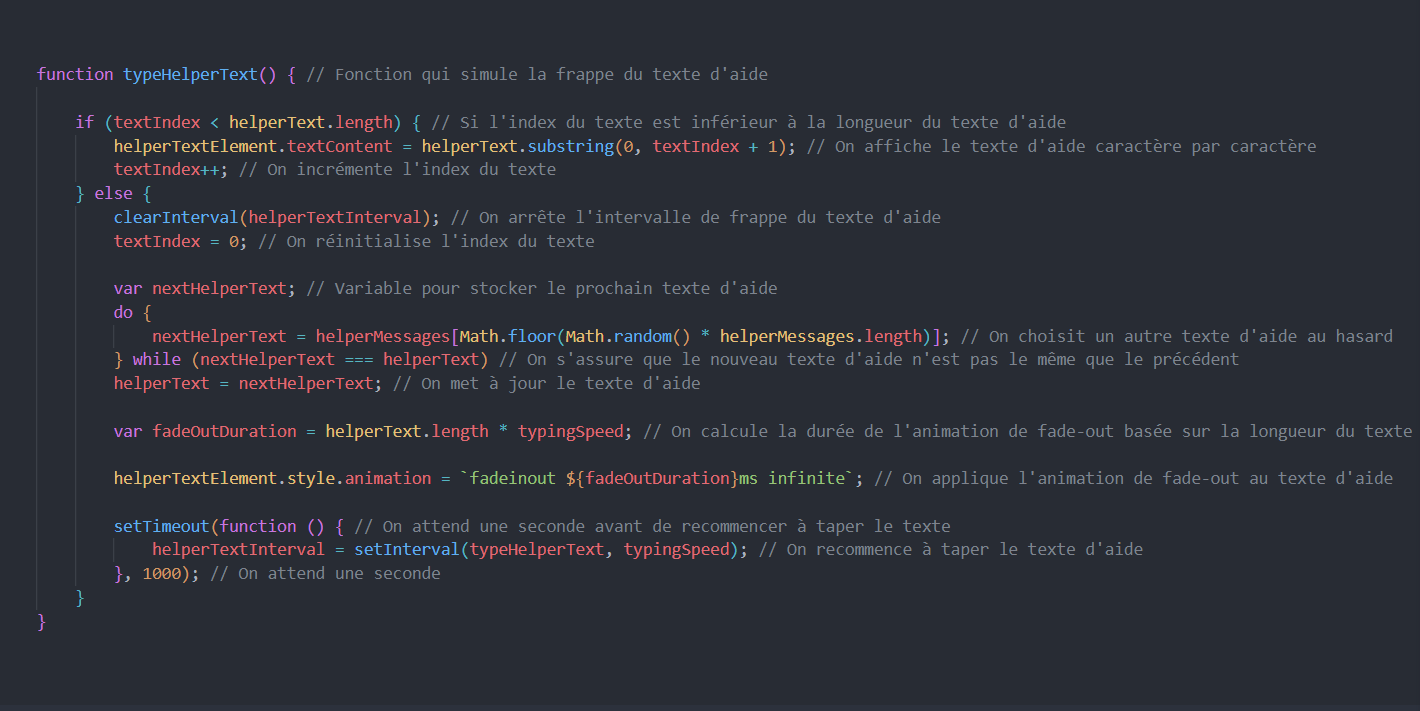 function typeHelperText() { // Fonction qui simule la frappe du texte d'aide
if (textIndex < helperText.length) { // Si l'index du texte est inférieur à la longueur du texte d'aide
helperTextElement.textContent = helperText.substring(0, textIndex + 1); // On affiche le texte d'aide caractère par caractère
textIndex++; // On incrémente l'index du texte
} else {
clearInterval(helperTextInterval); // On arrête l'intervalle de frappe du texte d'aide
textIndex = 0; // On réinitialise l'index du texte
var nextHelperText; // Variable pour stocker le prochain texte d'aide
do {
nextHelperText = helperMessages[Math.floor(Math.random() * helperMessages.length)]; // On choisit un autre texte d'aide au hasard
} while (nextHelperText === helperText) // On s'assure que le nouveau texte d'aide n'est pas le même que le précédent
helperText = nextHelperText; // On met à jour le texte d'aide
var fadeOutDuration = helperText.length * typingSpeed; // On calcule la durée de l'animation de fade-out basée sur la longueur du texte
helperTextElement.style.animation = `fadeinout ${fadeOutDuration}ms infinite`; // On applique l'animation de fade-out au texte d'aide
setTimeout(function () { // On attend une seconde avant de recommencer à taper le texte
helperTextInterval = setInterval(typeHelperText, typingSpeed); // On recommence à taper le texte d'aide
}, 1000); // On attend une seconde
}
}